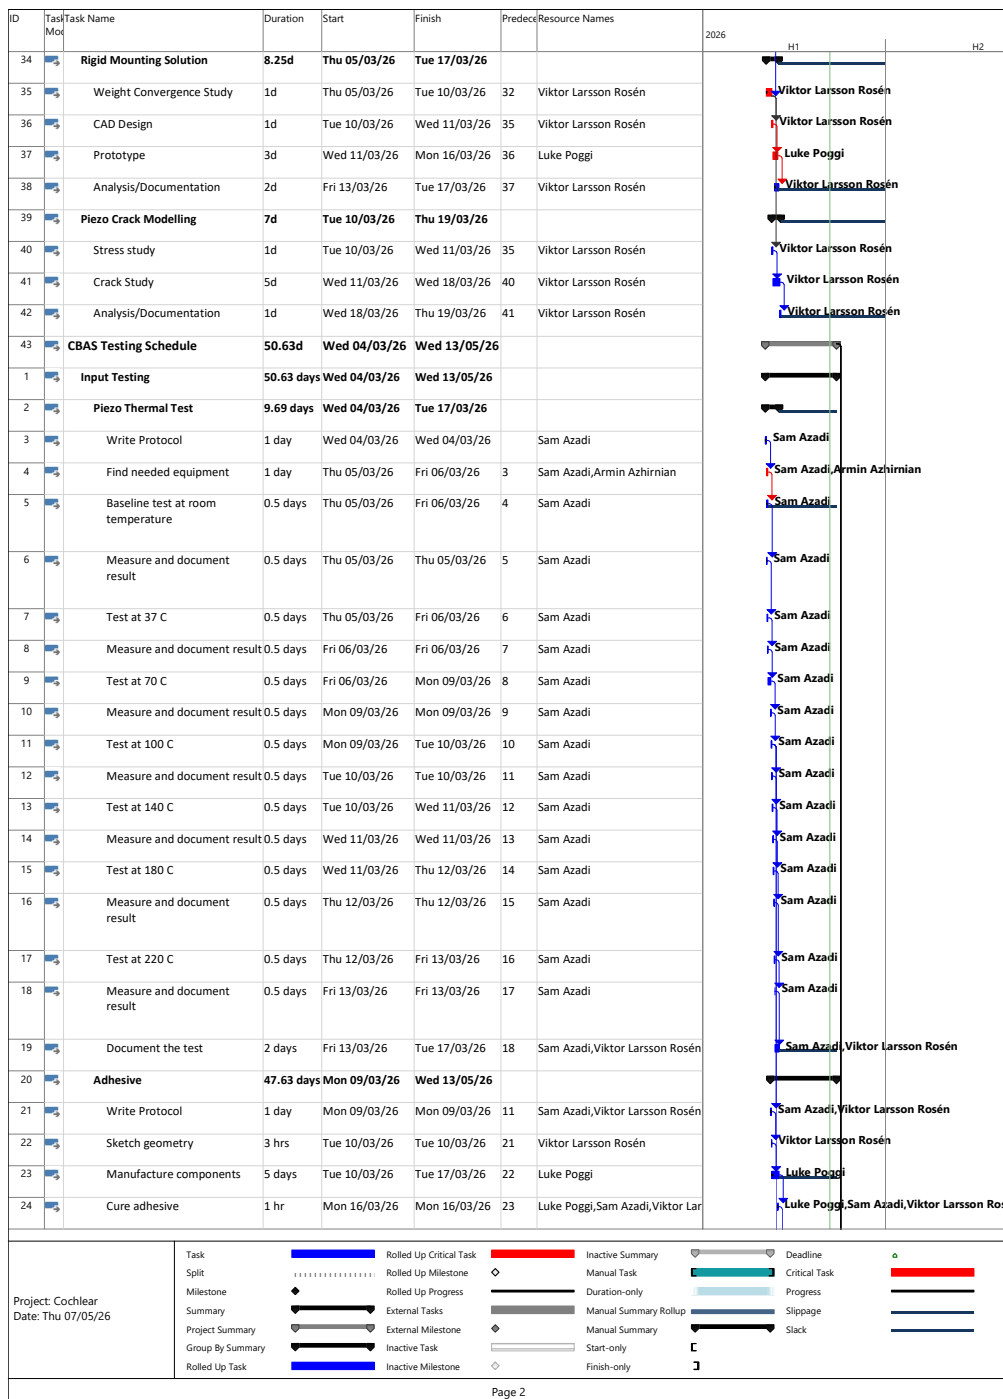 ID Task Mod Task Name Duration Start Finish Predece Resource Names
2026
H1 H2
34 Rigid Mounting Solution 8.25d Thu 05/03/26 Tue 17/03/26
35 Weight Convergence Study 1d Thu 05/03/26 Tue 10/03/26 32 Viktor Larsson Rosén Viktor Larsson Rosén
36 CAD Design 1d Tue 10/03/26 Wed 11/03/26 35 Viktor Larsson Rosén Viktor Larsson Rosén
37 Prototype 3d Wed 11/03/26 Mon 16/03/26 36 Luke Poggi Luke Poggi
38 Analysis/Documentation 2d Fri 13/03/26 Tue 17/03/26 37 Viktor Larsson Rosén Viktor Larsson Rosén
39 Piezo Crack Modelling 7d Tue 10/03/26 Thu 19/03/26
40 Stress study 1d Tue 10/03/26 Wed 11/03/26 35 Viktor Larsson Rosén Viktor Larsson Rosén
41 Crack Study 5d Wed 11/03/26 Wed 18/03/26 40 Viktor Larsson Rosén Viktor Larsson Rosén
42 Analysis/Documentation 1d Wed 18/03/26 Thu 19/03/26 41 Viktor Larsson Rosén Viktor Larsson Rosén
43 CBAS Testing Schedule 50.63d Wed 04/03/26 Wed 13/05/26
1 Input Testing 50.63 days Wed 04/03/26 Wed 13/05/26
2 Piezo Thermal Test 9.69 days Wed 04/03/26 Tue 17/03/26
3 Write Protocol 1 day Wed 04/03/26 Wed 04/03/26 Sam Azadi Sam Azadi
4 Find needed equipment 1 day Thu 05/03/26 Fri 06/03/26 3 Sam Azadi,Armin Azhirnian Sam Azadi,Armin Azhirnian
5 Baseline test at room 0.5 days Thu 05/03/26 Fri 06/03/26 4 Sam Azadi Sam Azadi
temperature
6 Measure and document 0.5 days Thu 05/03/26 Thu 05/03/26 5 Sam Azadi Sam Azadi
result
7 Test at 37 C 0.5 days Thu 05/03/26 Fri 06/03/26 6 Sam Azadi Sam Azadi
8 Measure and document result 0.5 days Fri 06/03/26 Fri 06/03/26 7 Sam Azadi Sam Azadi
9 Test at 70 C 0.5 days Fri 06/03/26 Mon 09/03/26 8 Sam Azadi Sam Azadi
10 Measure and document result 0.5 days Mon 09/03/26 Mon 09/03/26 9 Sam Azadi Sam Azadi
11 Test at 100 C 0.5 days Mon 09/03/26 Tue 10/03/26 10 Sam Azadi Sam Azadi
12 Measure and document result 0.5 days Tue 10/03/26 Tue 10/03/26 11 Sam Azadi Sam Azadi
13 Test at 140 C 0.5 days Tue 10/03/26 Wed 11/03/26 12 Sam Azadi Sam Azadi
14 Measure and document result 0.5 days Wed 11/03/26 Wed 11/03/26 13 Sam Azadi Sam Azadi
15 Test at 180 C 0.5 days Wed 11/03/26 Thu 12/03/26 14 Sam Azadi Sam Azadi
16 Measure and document 0.5 days Thu 12/03/26 Thu 12/03/26 15 Sam Azadi Sam Azadi
result
17 Test at 220 C 0.5 days Thu 12/03/26 Fri 13/03/26 16 Sam Azadi Sam Azadi
18 Measure and document 0.5 days Fri 13/03/26 Fri 13/03/26 17 Sam Azadi Sam Azadi
result
19 Document the test 2 days Fri 13/03/26 Tue 17/03/26 18 Sam Azadi,Viktor Larsson Rosén Sam Azadi,Viktor Larsson Rosén
20 Adhesive 47.63 days Mon 09/03/26 Wed 13/05/26
21 Write Protocol 1 day Mon 09/03/26 Mon 09/03/26 11 Sam Azadi,Viktor Larsson Rosén Sam Azadi,Viktor Larsson Rosén
22 Sketch geometry 3 hrs Tue 10/03/26 Tue 10/03/26 21 Viktor Larsson Rosén Viktor Larsson Rosén
23 Manufacture components 5 days Tue 10/03/26 Tue 17/03/26 22 Luke Poggi Luke Poggi
24 Cure adhesive 1 hr Mon 16/03/26 Mon 16/03/26 23 Luke Poggi,Sam Azadi,Viktor Lar Luke Poggi,Sam Azadi,Viktor Larsson Ros
Project: Cochlear
Date: Thu 07/05/26
Task
Split
Milestone
Summary
Project Summary
Group By Summary
Rolled Up Task
Rolled Up Critical Task
Rolled Up Milestone
Rolled Up Progress
External Tasks
External Milestone
Inactive Task
Inactive Milestone
Inactive Summary
Manual Task
Duration-only
Manual Summary Rollup
Manual Summary
Start-only
Finish-only
Deadline
Critical Task
Progress
Slippage
Slack
Page 2